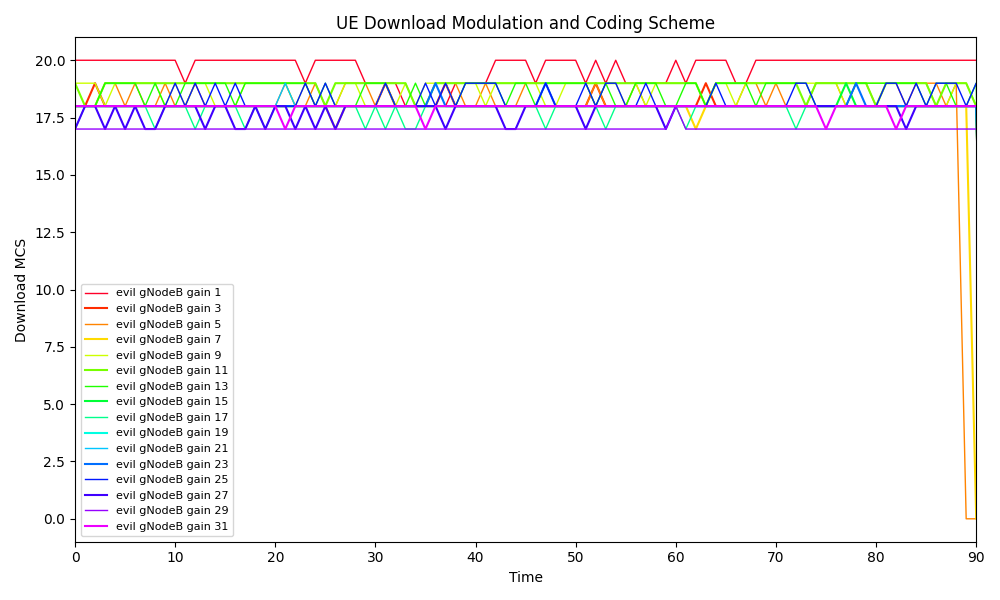 UE Download Modulation and Coding Scheme
Download MCS
20.0
17.5
15.0
12.5
10.0
7.5
5.0
2.5
0.0
evil gNodeB gain 1
evil gNodeB gain 3
evil gNodeB gain 5
evil gNodeB gain 7
evil gNodeB gain 9
evil gNodeB gain 11
evil gNodeB gain 13
evil gNodeB gain 15
evil gNodeB gain 17
evil gNodeB gain 19
evil gNodeB gain 21
evil gNodeB gain 23
evil gNodeB gain 25
evil gNodeB gain 27
evil gNodeB gain 29
evil gNodeB gain 31
0 10 20 30 40 50 60 70 80 90
Time